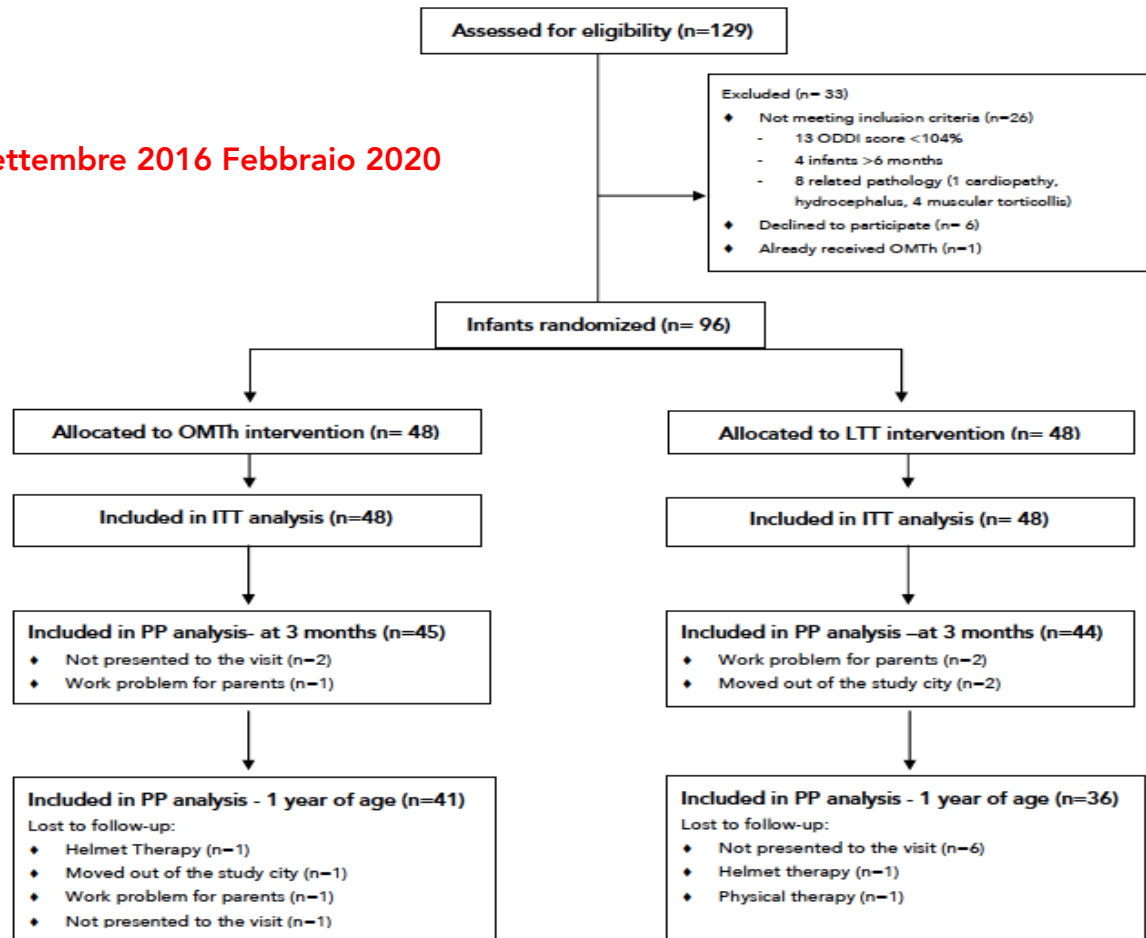 Assessed for eligibility (n=129)
Excluded (n= 33)
♦ Not meeting inclusion criteria (n=26)
- 13 ODDI score <104%
- 4 infants >6 months
- 8 related pathology (1 cardiopathy,
hydrocephalus, 4 muscular torticollis)
♦ Declined to participate (n= 6)
♦ Already received OMTh (n=1)
ettembre 2016 Febbraio 2020
Infants randomized (n= 96)
Allocated to OMTh intervention (n= 48)
Allocated to LTT intervention (n= 48)
Included in ITT analysis (n=48)
Included in ITT analysis (n= 48)
Included in PP analysis- at 3 months (n=45)
♦ Not presented to the visit (n=2)
♦ Work problem for parents (n=1)
Included in PP analysis –at 3 months (n=44)
♦ Work problem for parents (n=2)
♦ Moved out of the study city (n=2)
Included in PP analysis - 1 year of age (n=41)
Lost to follow-up:
♦ Helmet Therapy (n=1)
♦ Moved out of the study city (n=1)
♦ Work problem for parents (n=1)
♦ Not presented to the visit (n=1)
Included in PP analysis - 1 year of age (n=36)
Lost to follow-up:
♦ Not presented to the visit (n=6)
♦ Helmet therapy (n=1)
♦ Physical therapy (n=1)